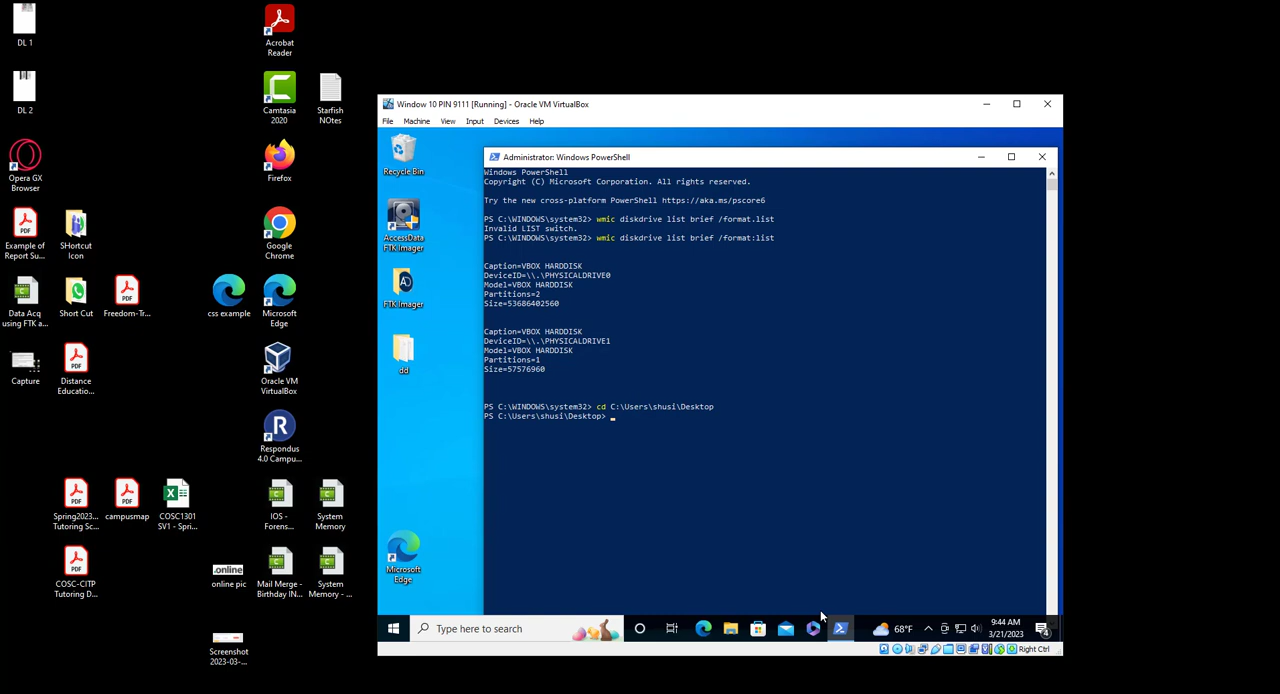 DL 1
DL 2
Opera GX
Browser
Example of
Report Su...
SHortcut
Icon
Data Acq
using FTK a...
Short Cut
Freedom-Tr...
Capture
Distance
Educatio...
Spring2023...
Tutoring Sc...
campusmap
COSC1301
SV1 - Spri...
COSC-CITP
Tutoring D...
Acrobat
Reader
Camtasia
2020
Starfish
NOtes
Firefox
Google
Chrome
css example
Microsoft
Edge
Oracle VM
VirtualBox
Respondus
4.0 Campu...
IOS -
Forens...
System
Memory
.online
online pic
Mail Merge -
Birthday IN...
System
Memory - ...
Screenshot
2023-03-...
Window 10 PIN 9111 [Running] - Oracle VM VirtualBox
File Machine View Input Devices Help
Recycle Bin
AccessData
FTK Imager
FTK Imager
dd
Microsoft
Edge
Administrator: Windows PowerShell
Windows PowerShell
Copyright (C) Microsoft Corporation. All rights reserved.
Try the new cross-platform PowerShell https://aka.ms/pscore6
PS C:\WINDOWS\system32> wmic diskdrive list brief /format.list
Invalid LIST switch.
PS C:\WINDOWS\system32> wmic diskdrive list brief /format:list
Caption=VBOX HARDDISK
DeviceID=\\.\PHYSICALDRIVE0
Model=VBOX HARDDISK
Partitions=2
Size=53686402560
Caption=VBOX HARDDISK
DeviceID=\\.\PHYSICALDRIVE1
Model=VBOX HARDDISK
Partitions=1
Size=57576960
PS C:\WINDOWS\system32> cd C:\Users\shusi\Desktop
PS C:\Users\shusi\Desktop>
Type here to search
68°F
9:44 AM
3/21/2023
4
Right Ctrl